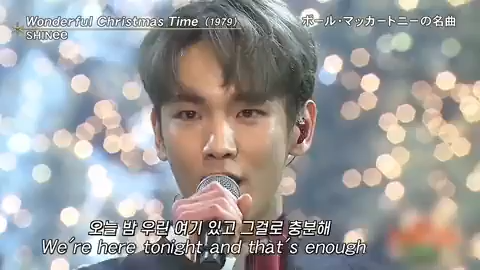 Wonderful Christmas Time (1979)
SHINee
ポール・マッカートニーの名曲
오늘 밤 우린 여기 있고 그걸로 충분해
We're here tonight and that's enough